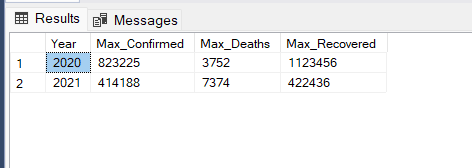 Results Messages
Year Max_Confirmed Max_Deaths Max_Recovered
1 2020 823225 3752 1123456
2 2021 414188 7374 422436